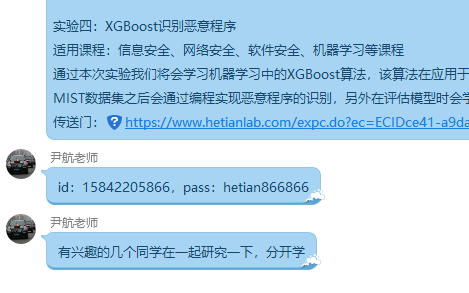 实验四：XGBoost识别恶意程序
适用课程：信息安全、网络安全、软件安全、机器学习等课程
通过本次实验我们将会学习机器学习中的XGBoost算法，该算法在应用于
MIST数据集之后会通过编程实现恶意程序的识别，另外在评估模型时会学
传送门： https://www.hetianlab.com/expc.do?ec=ECIDce41-a9da
尹航老师
id：15842205866，pass：hetian866866
尹航老师
有兴趣的几个同学在一起研究一下，分开学